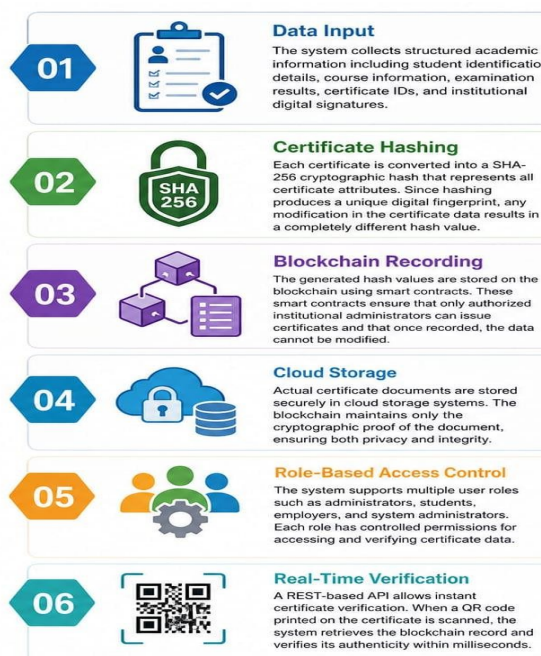 01
Data Input
The system collects structured academic
information including student identificatio
details, course information, examination
results, certificate IDs, and institutional
digital signatures.
02
SHA
256
Certificate Hashing
Each certificate is converted into a SHA-
256 cryptographic hash that represents all
certificate attributes. Since hashing
produces a unique digital fingerprint, any
modification in the certificate data results in
a completely different hash value.
03
Blockchain Recording
The generated hash values are stored on the
blockchain using smart contracts. These
smart contracts ensure that only authorized
institutional administrators can issue
certificates and that once recorded, the data
cannot be modified.
04
Cloud Storage
Actual certificate documents are stored
securely in cloud storage systems. The
blockchain maintains only the
cryptographic proof of the document,
ensuring both privacy and integrity.
05
Role-Based Access Control
The system supports multiple user roles
such as administrators, students,
employers, and system administrators.
Each role has controlled permissions for
accessing and verifying certificate data.
06
Real-Time Verification
A REST-based API allows instant
certificate verification. When a QR code
printed on the certificate is scanned, the
system retrieves the blockchain record and
verifies its authenticity within milliseconds.